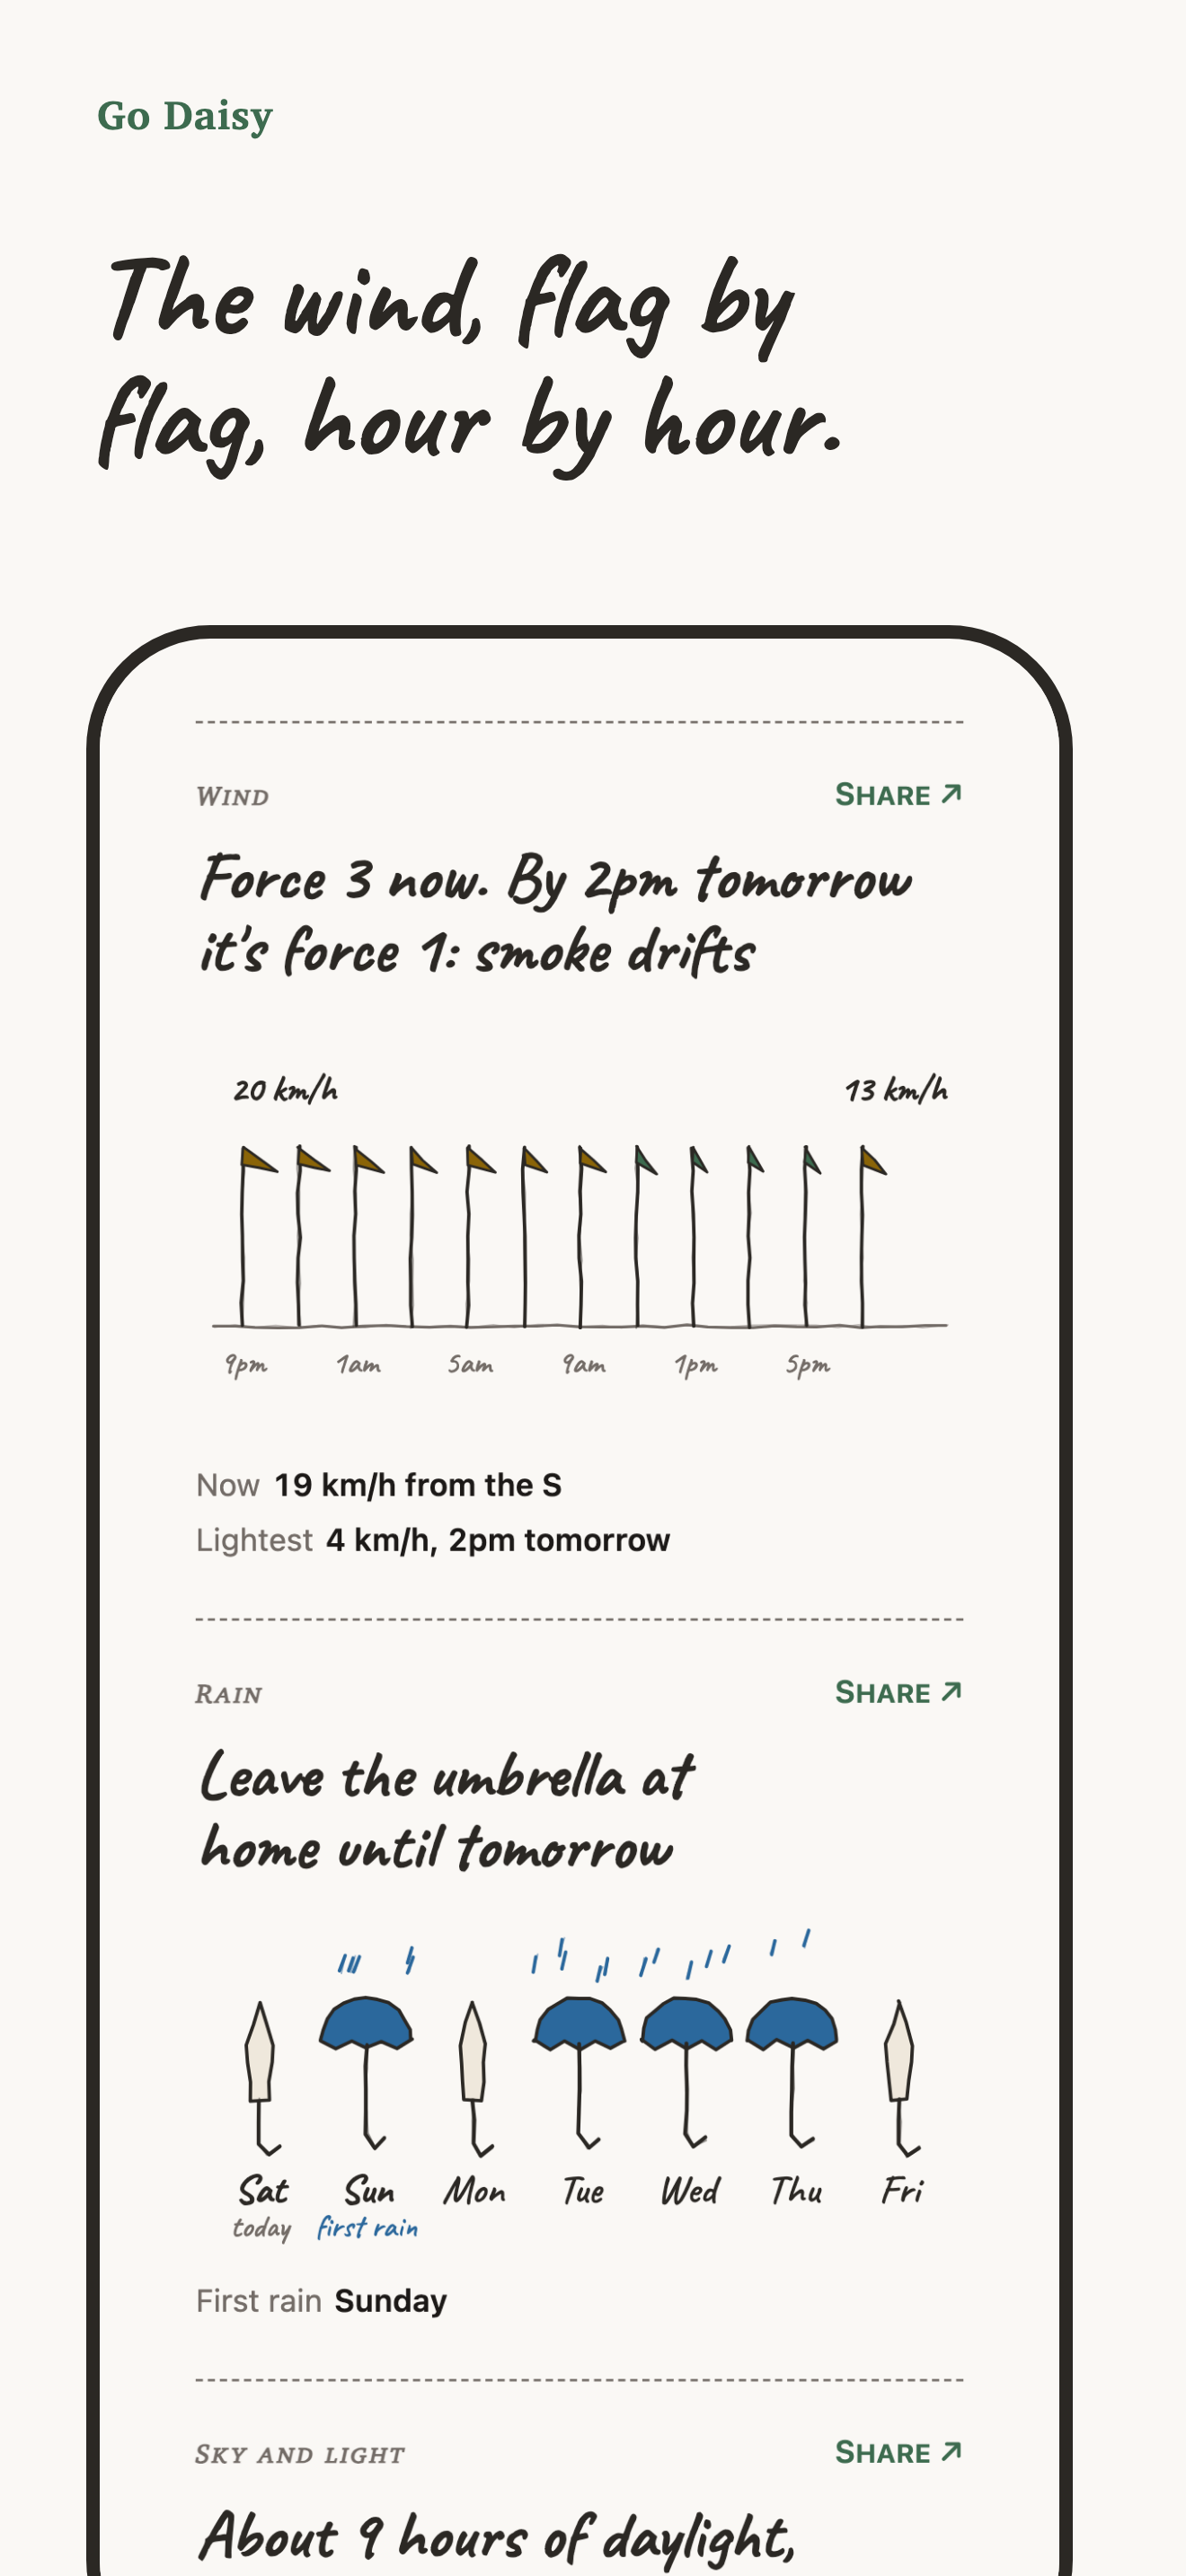 Go Daisy
The wind, flag by
flag, hour by hour.
WIND
SHARE ↗
Force 3 now. By 2pm tomorrow
it's force 1: smoke drifts
20 km/h
13 km/h
9pm 1am 5am 9am 1pm 5pm
Now 19 km/h from the S
Lightest 4 km/h, 2pm tomorrow
RAIN
SHARE ↗
Leave the umbrella at
home until tomorrow
Sat Sun Mon Tue Wed Thu Fri
today first rain
First rain Sunday
SKY AND LIGHT
SHARE ↗
About 9 hours of daylight,